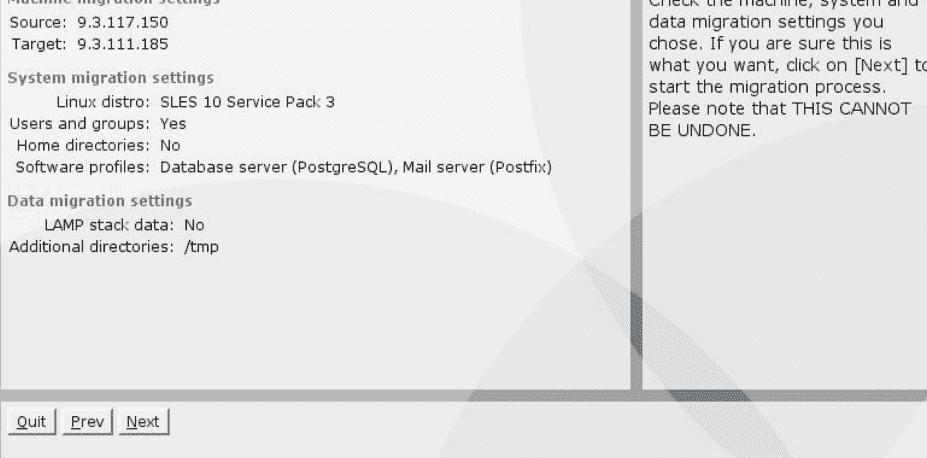 Machine migration settings
Source: 9.3.117.150
Target: 9.3.111.185
System migration settings
Linux distro: SLES 10 Service Pack 3
Users and groups: Yes
Home directories: No
Software profiles: Database server (PostgreSQL), Mail server (Postfix)
Data migration settings
LAMP stack data: No
Additional directories: /tmp
Check the machine, system and
data migration settings you
chose. If you are sure this is
what you want, click on [Next] to
start the migration process.
Please note that THIS CANNOT
BE UNDONE.
Quit Prev Next